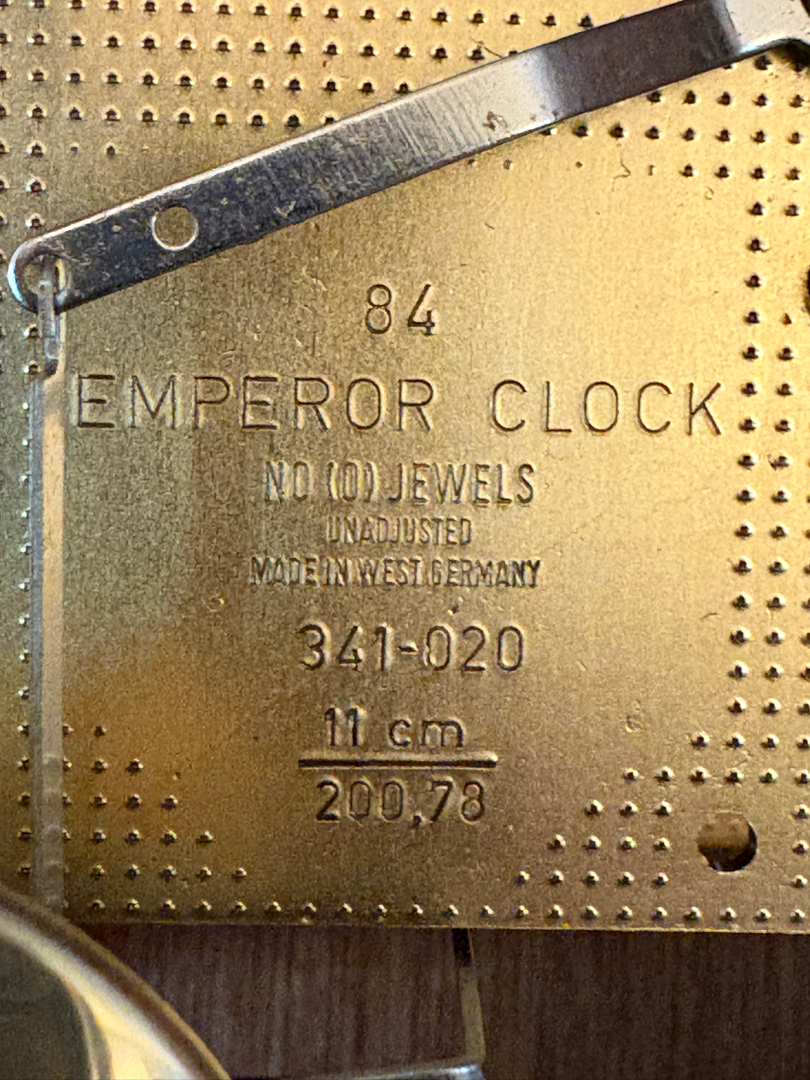 84
EMPEROR CLOCK
NO (0) JEWELS
UNADJUSTED
MADE IN WEST GERMANY
341-020
11 cm
200,78